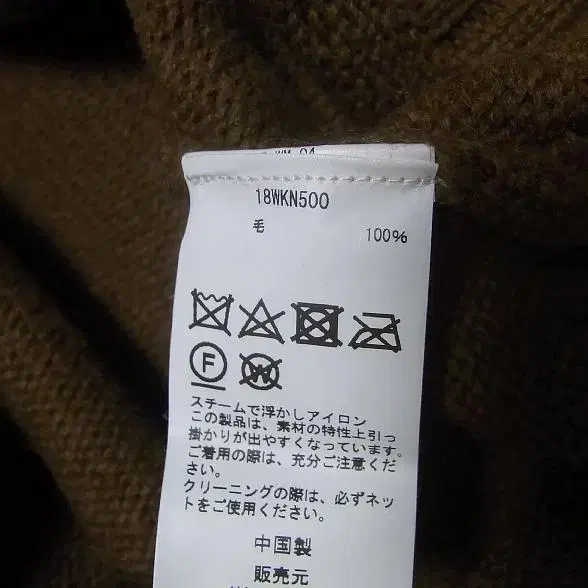 18WKN500
毛 100%
F
W
スチームで浮かしアイロン
この製品は、素材の特性上引っ
掛かりが出やすくなっています。
ご着用の際は、充分ご注意くだ
さい。
クリーニングの際は、必ずネッ
トをご使用ください。
中国製
販売元